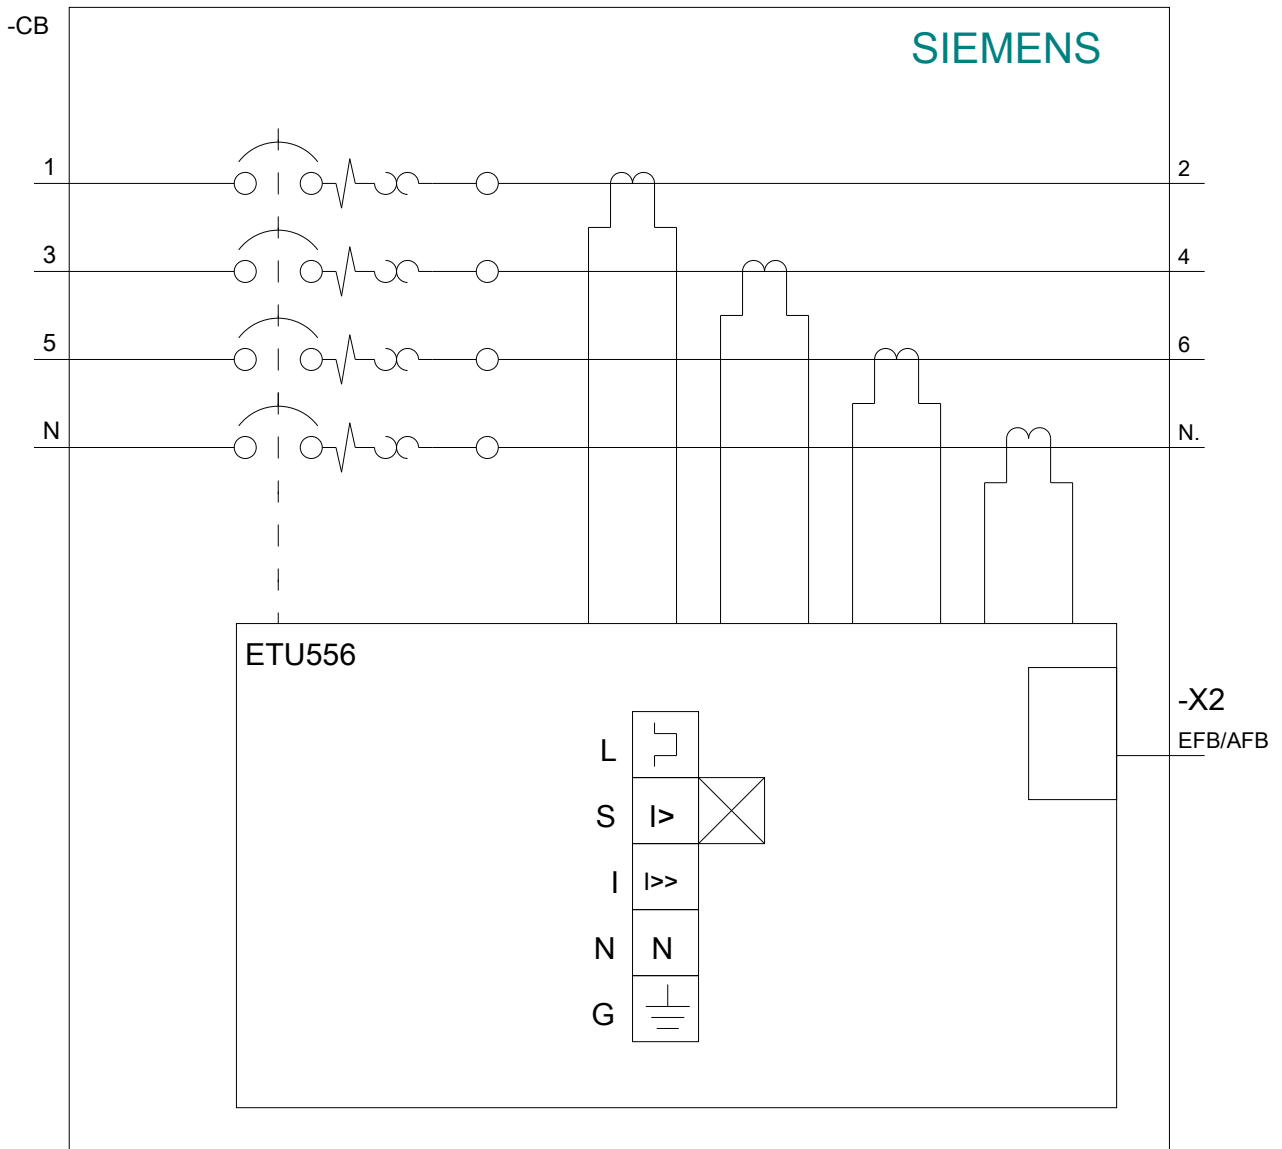 -CB
SIEMENS
1
2
3
4
5
6
N
N.
ETU556
-X2
EFB/AFB
L
S I>
I I>>
N N
G